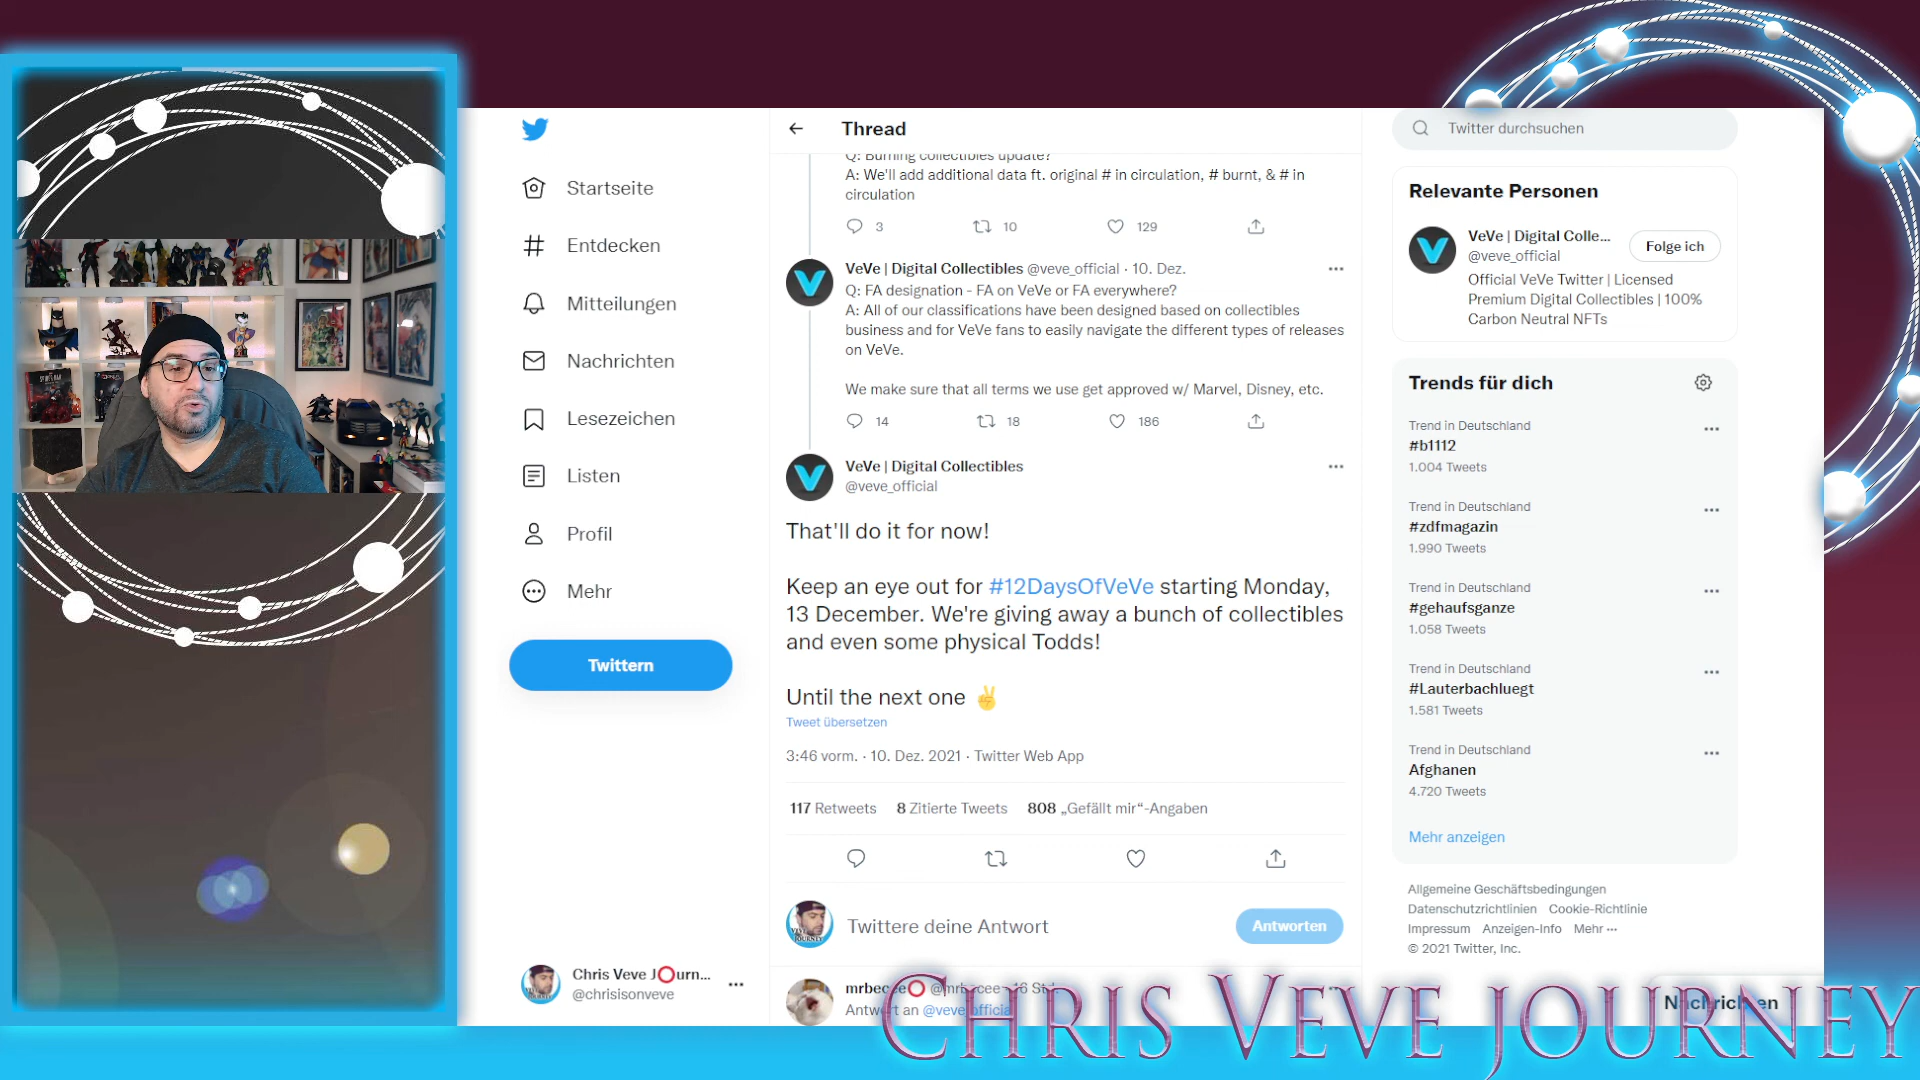 Startseite
Entdecken
Mitteilungen
Nachrichten
Lesezeichen
Listen
Profil
Mehr
Twittern
Chris Veve J⭕urn...
@chrisisonveve
Thread
Q: Burning collectibles update?
A: We'll add additional data ft. original # in circulation, # burnt, & # in
circulation
3 10 129
VeVe | Digital Collectibles @veve_official · 10. Dez.
Q: FA designation - FA on VeVe or FA everywhere?
A: All of our classifications have been designed based on collectibles
business and for VeVe fans to easily navigate the different types of releases
on VeVe.
We make sure that all terms we use get approved w/ Marvel, Disney, etc.
14 18 186
VeVe | Digital Collectibles
@veve_official
That'll do it for now!
Keep an eye out for #12DaysOfVeVe starting Monday,
13 December. We're giving away a bunch of collectibles
and even some physical Todds!
Until the next one ✌
Tweet übersetzen
3:46 vorm. · 10. Dez. 2021 · Twitter Web App
117 Retweets 8 Zitierte Tweets 808 „Gefällt mir“-Angaben
Twittere deine Antwort
Antworten
Antwort an @veve_official
Twitter durchsuchen
Relevante Personen
VeVe | Digital Colle...
@veve_official
Folge ich
Official VeVe Twitter | Licensed
Premium Digital Collectibles | 100%
Carbon Neutral NFTs
Trends für dich
Trend in Deutschland
#b1112
1.004 Tweets
Trend in Deutschland
#zdfmagazin
1.990 Tweets
Trend in Deutschland
#gehaufsganze
1.058 Tweets
Trend in Deutschland
#Lauterbachluegt
1.581 Tweets
Trend in Deutschland
Afghanen
4.720 Tweets
Mehr anzeigen
Allgemeine Geschäftsbedingungen
Datenschutzrichtlinien Cookie-Richtlinie
Impressum Anzeigen-Info Mehr ···
© 2021 Twitter, Inc.
Nachrichten
Chris Veve Journey